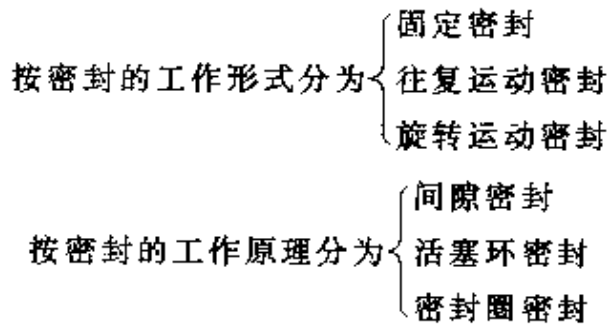 固定密封
按密封的工作形式分为 往复运动密封
旋转运动密封
间隙密封
按密封的工作原理分为 活塞环密封
密封圈密封